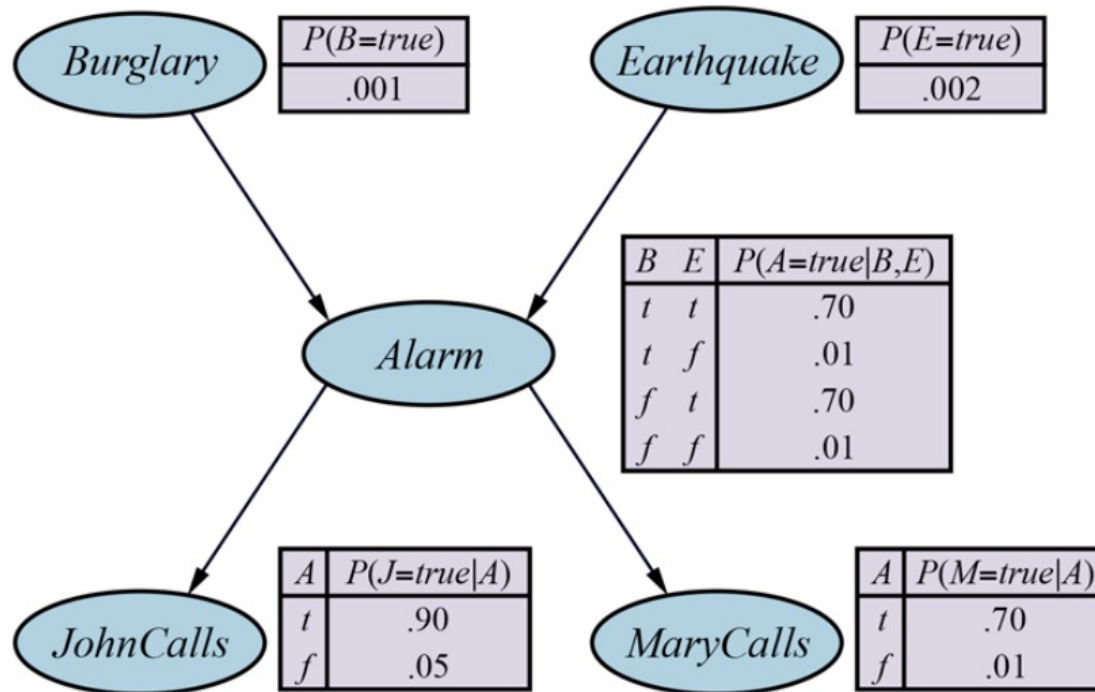 Burglary
P(B=true)
.001
Earthquake
P(E=true)
.002
B E P(A=true|B,E)
t t .70
t f .01
f t .70
f f .01
Alarm
JohnCalls
A P(J=true|A)
t .90
f .05
MaryCalls
A P(M=true|A)
t .70
f .01